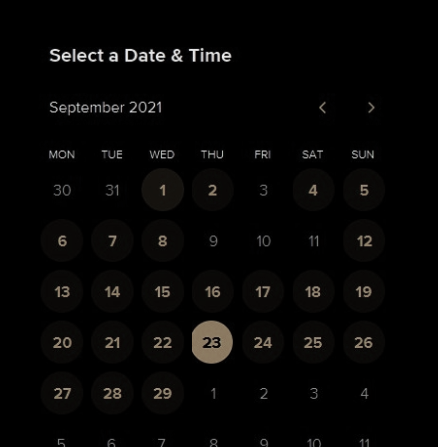 Select a Date & Time
September 2021
MON TUE WED THU FRI SAT SUN
30 31 1 2 3 4 5
6 7 8 9 10 11 12
13 14 15 16 17 18 19
20 21 22 23 24 25 26
27 28 29 1 2 3 4
5 6 7 8 9 10 11